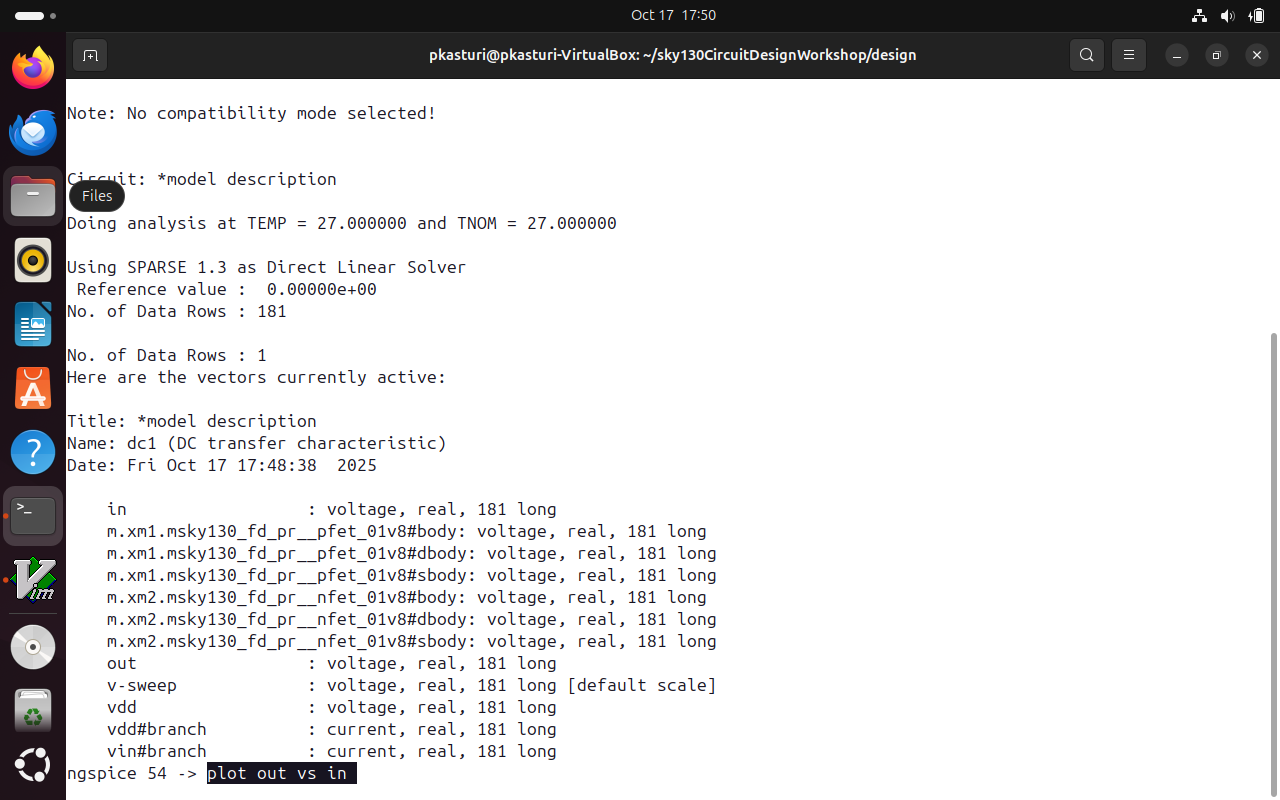 Oct 17 17:50
pkasturi@pkasturi-VirtualBox: ~/sky130CircuitDesignWorkshop/design
Note: No compatibility mode selected!
Circuit: *model description
Files
Doing analysis at TEMP = 27.000000 and TNOM = 27.000000
Using SPARSE 1.3 as Direct Linear Solver
Reference value :  0.00000e+00
No. of Data Rows : 181
No. of Data Rows : 1
Here are the vectors currently active:
Title: *model description
Name: dc1 (DC transfer characteristic)
Date: Fri Oct 17 17:48:38  2025
in                  : voltage, real, 181 long
m.xm1.msky130_fd_pr__pfet_01v8#body: voltage, real, 181 long
m.xm1.msky130_fd_pr__pfet_01v8#dbody: voltage, real, 181 long
m.xm1.msky130_fd_pr__pfet_01v8#sbody: voltage, real, 181 long
m.xm2.msky130_fd_pr__nfet_01v8#body: voltage, real, 181 long
m.xm2.msky130_fd_pr__nfet_01v8#dbody: voltage, real, 181 long
m.xm2.msky130_fd_pr__nfet_01v8#sbody: voltage, real, 181 long
out                 : voltage, real, 181 long
v-sweep             : voltage, real, 181 long [default scale]
vdd                 : voltage, real, 181 long
vdd#branch          : current, real, 181 long
vin#branch          : current, real, 181 long
ngspice 54 -> plot out vs in